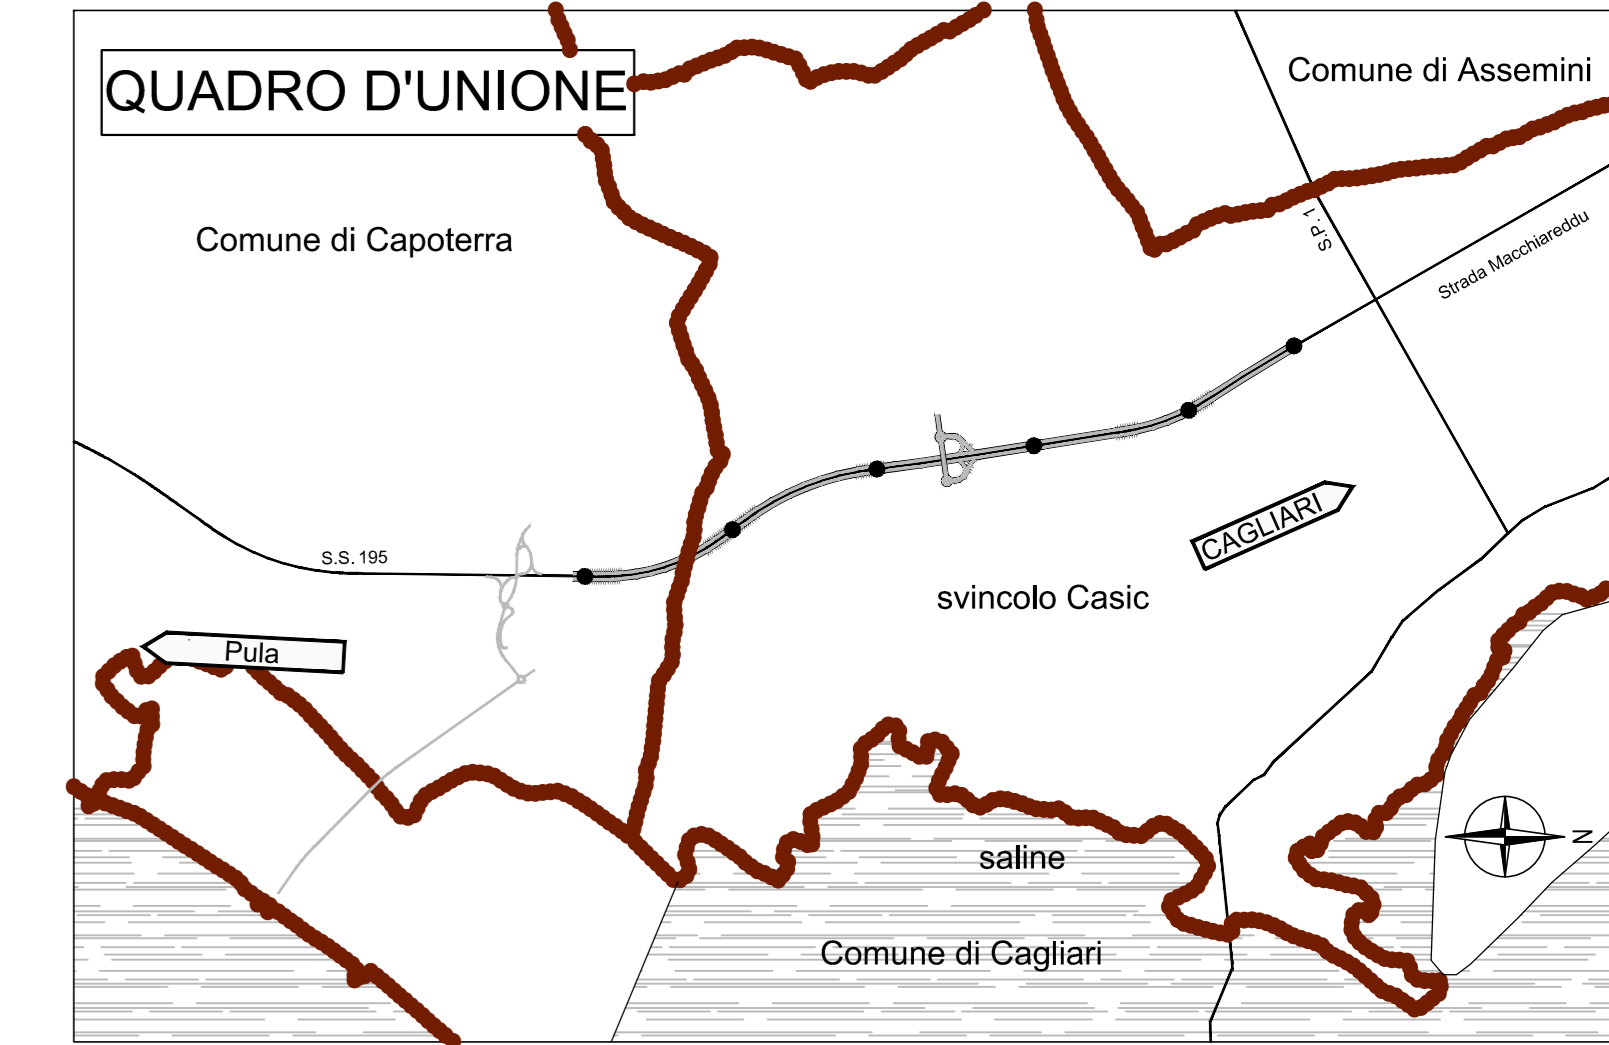 QUADRO D'UNIONE
Comune di Assemini
Comune di Capoterra
S.P.1
Strada Macchiareddu
CAGLIARI
S.S. 195
svincolo Casic
Pula
N
saline
Comune di Cagliari